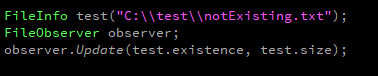 FileInfo test("C:\\test\\notExisting.txt");
FileObserver observer;
observer.Update(test.existence, test.size);